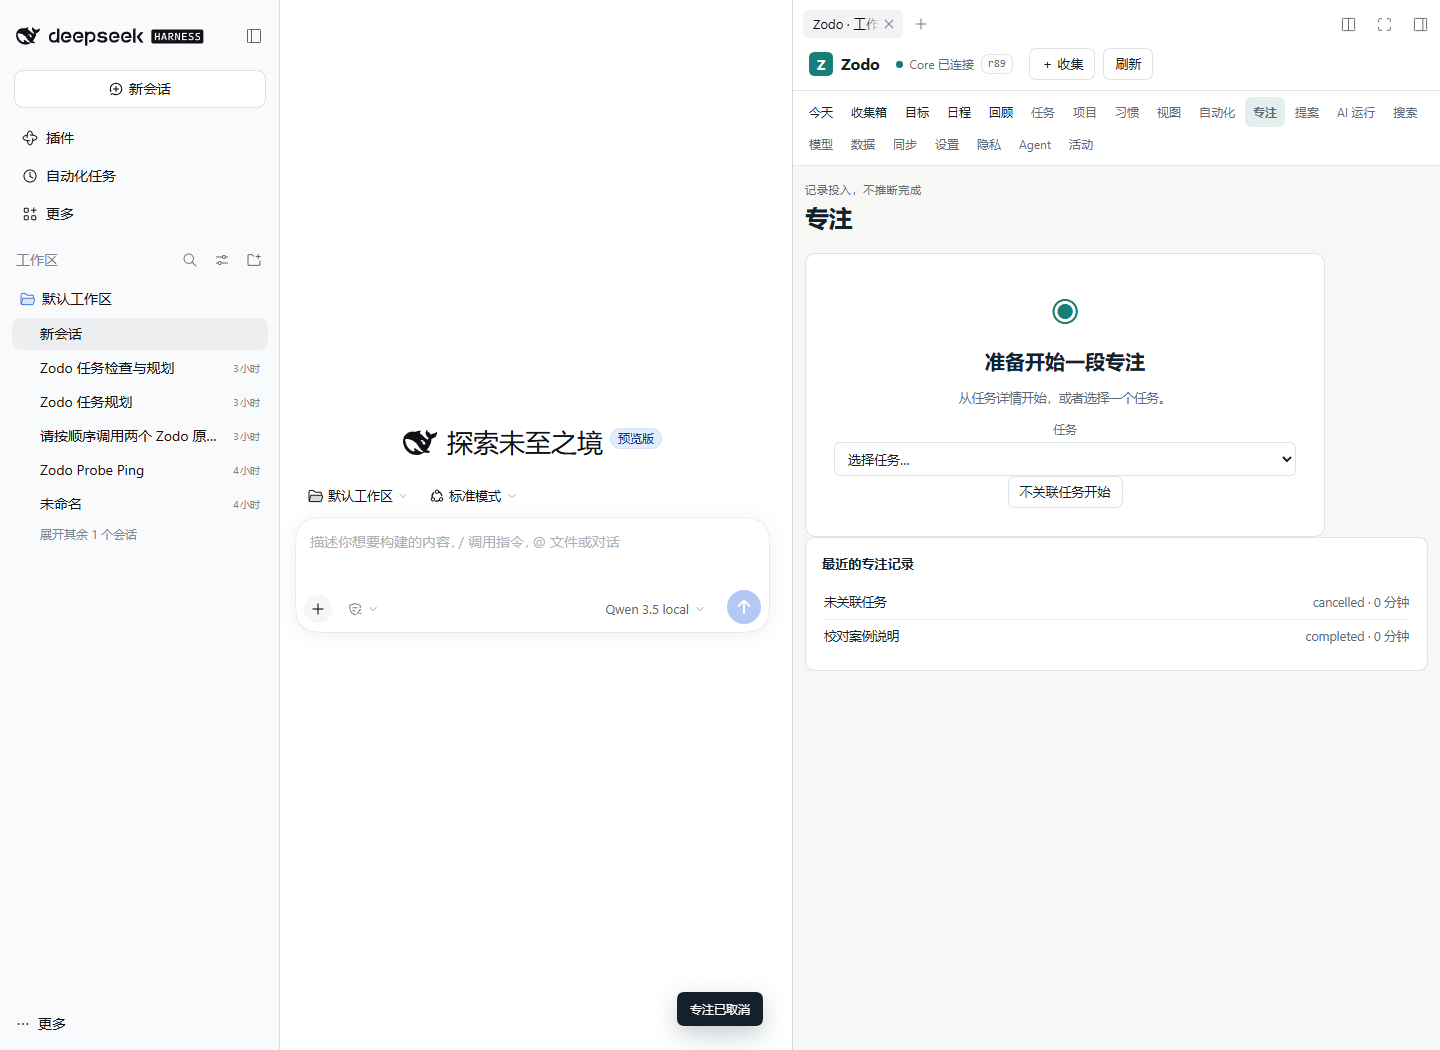 deepseek HARNESS
新会话
插件
自动化任务
更多
工作区
默认工作区
新会话
Zodo 任务检查与规划 3 小时
Zodo 任务规划 3 小时
请按顺序调用两个 Zodo 原... 3 小时
Zodo Probe Ping 4 小时
未命名 4 小时
展开其余 1 个会话
更多
探索未至之境 预览版
默认工作区 标准模式
描述你想要构建的内容, / 调用指令, @ 文件或对话
Qwen 3.5 local
专注已取消
Zodo · 工作
Z Zodo Core 已连接 r89 + 收集 刷新
今天 收集箱 目标 日程 回顾 任务 项目 习惯 视图 自动化 专注 提案 AI 运行 搜索
模型 数据 同步 设置 隐私 Agent 活动
记录投入，不推断完成
专注
准备开始一段专注
从任务详情开始，或者选择一个任务。
任务
选择任务...
不关联任务开始
最近的专注记录
未关联任务 cancelled · 0 分钟
校对案例说明 completed · 0 分钟